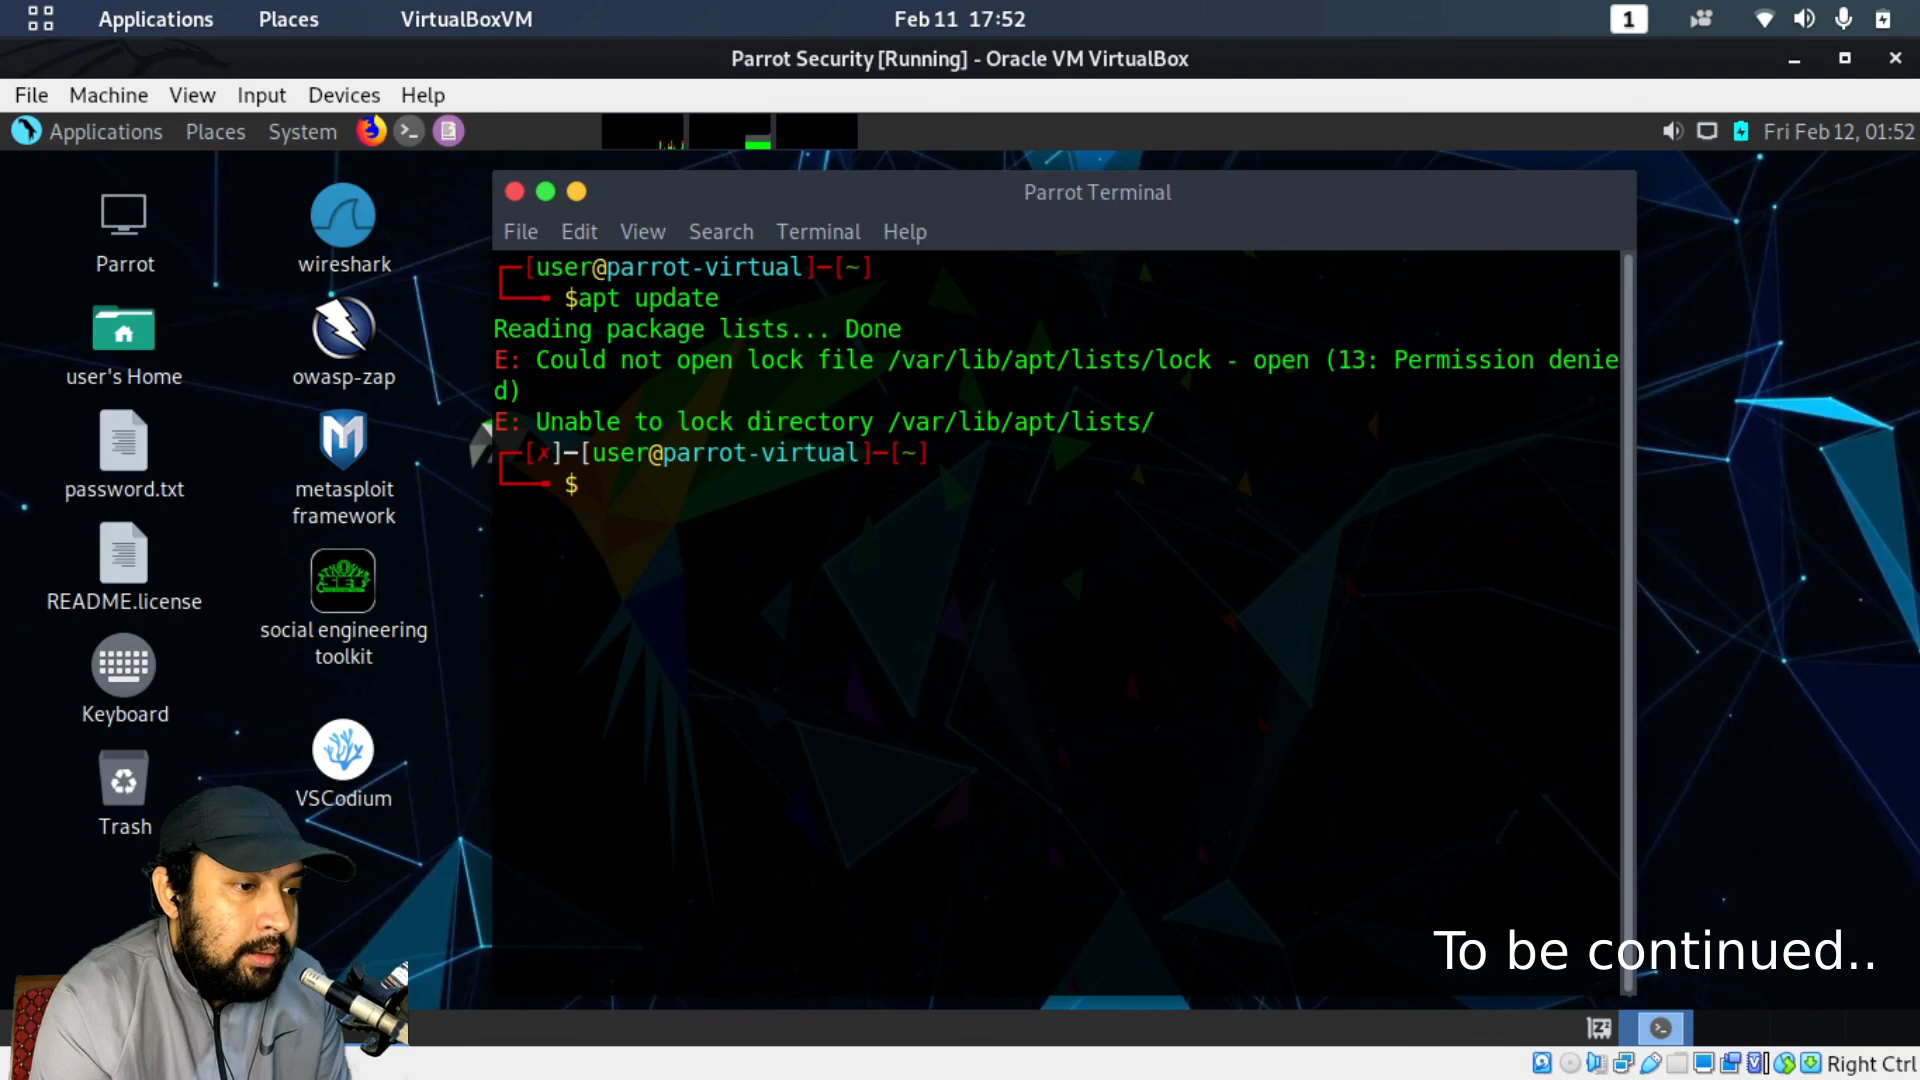 Applications Places VirtualBoxVM Feb 11 17:52 1
Parrot Security [Running] - Oracle VM VirtualBox
File Machine View Input Devices Help
Applications Places System Fri Feb 12, 01:52
Parrot Terminal
File Edit View Search Terminal Help
[user@parrot-virtual]─[~]
$apt update
Reading package lists... Done
E: Could not open lock file /var/lib/apt/lists/lock - open (13: Permission denie
d)
E: Unable to lock directory /var/lib/apt/lists/
[✗]─[user@parrot-virtual]─[~]
$
Parrot
wireshark
user's Home
owasp-zap
password.txt
metasploit
framework
README.license
social engineering
toolkit
Keyboard
VSCodium
Trash
To be continued..
Right Ctrl